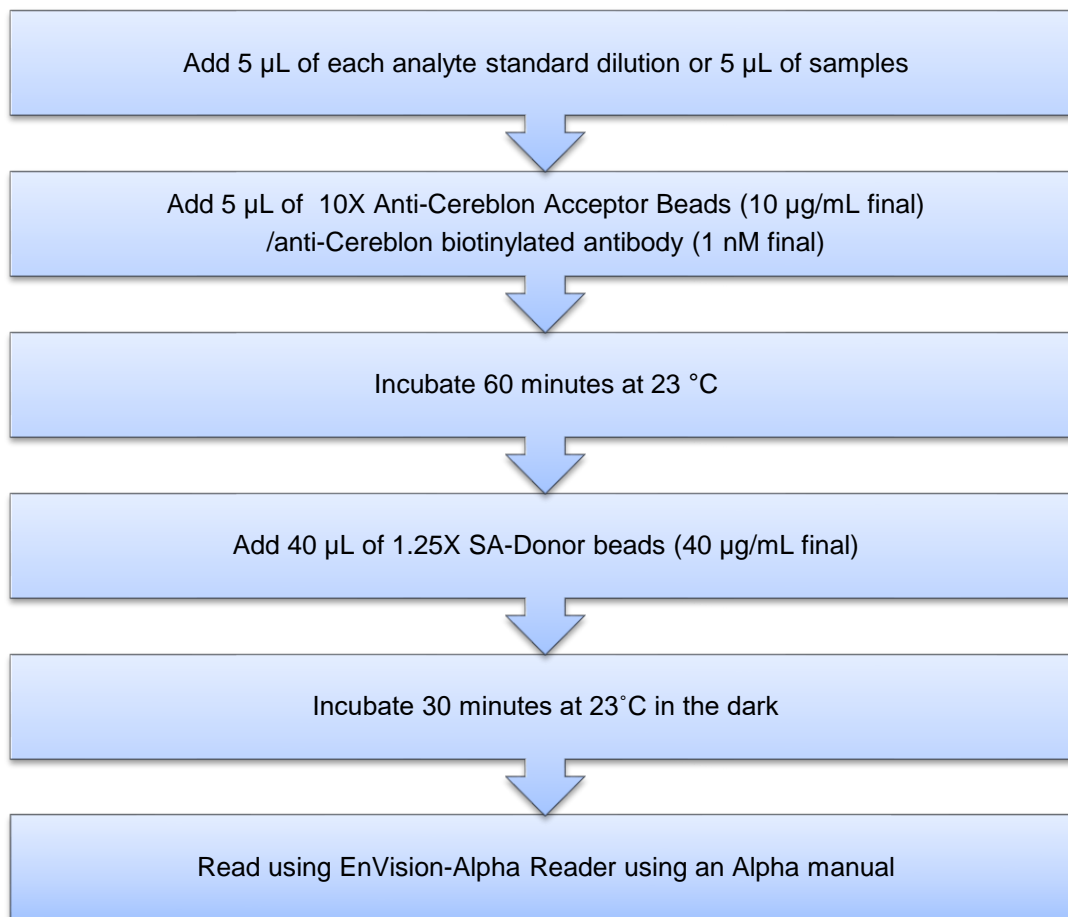 Add 5 µL of each analyte standard dilution or 5 µL of samples
Add 5 µL of  10X Anti-Cereblon Acceptor Beads (10 µg/mL final)
/anti-Cereblon biotinylated antibody (1 nM final)
Incubate 60 minutes at 23 °C
Add 40 µL of 1.25X SA-Donor beads (40 µg/mL final)
Incubate 30 minutes at 23˚C in the dark
Read using EnVision-Alpha Reader using an Alpha manual